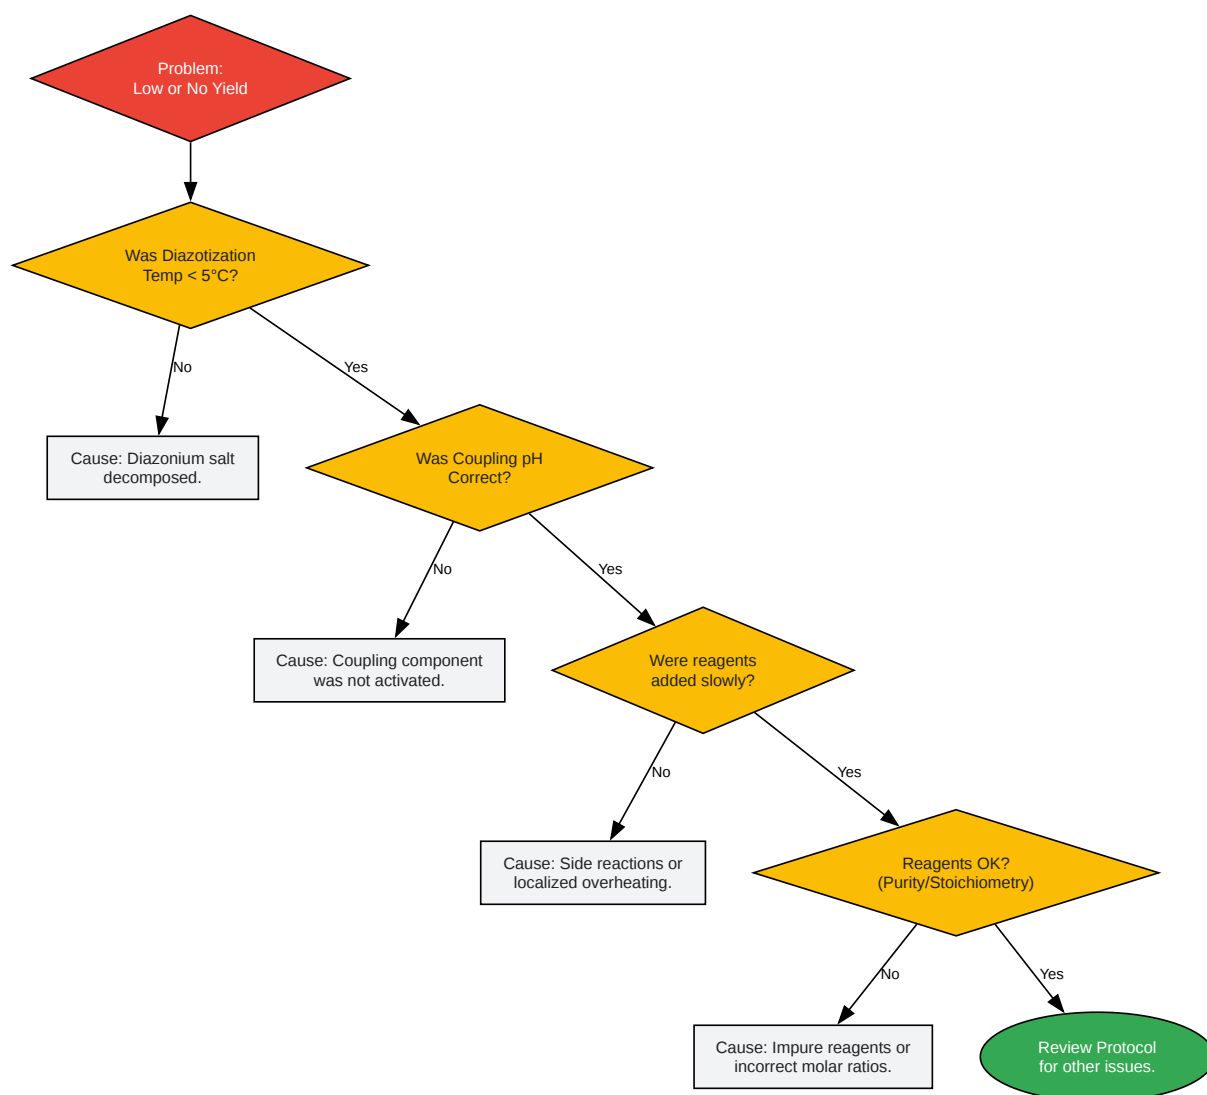 Problem:
Low or No Yield
Was Diazotization
Temp < 5°C?
No
Yes
Cause: Diazonium salt
decomposed.
Was Coupling pH
Correct?
No
Yes
Cause: Coupling component
was not activated.
Were reagents
added slowly?
No
Yes
Cause: Side reactions or
localized overheating.
Reagents OK?
(Purity/Stoichiometry)
No
Yes
Cause: Impure reagents or
incorrect molar ratios.
Review Protocol
for other issues.